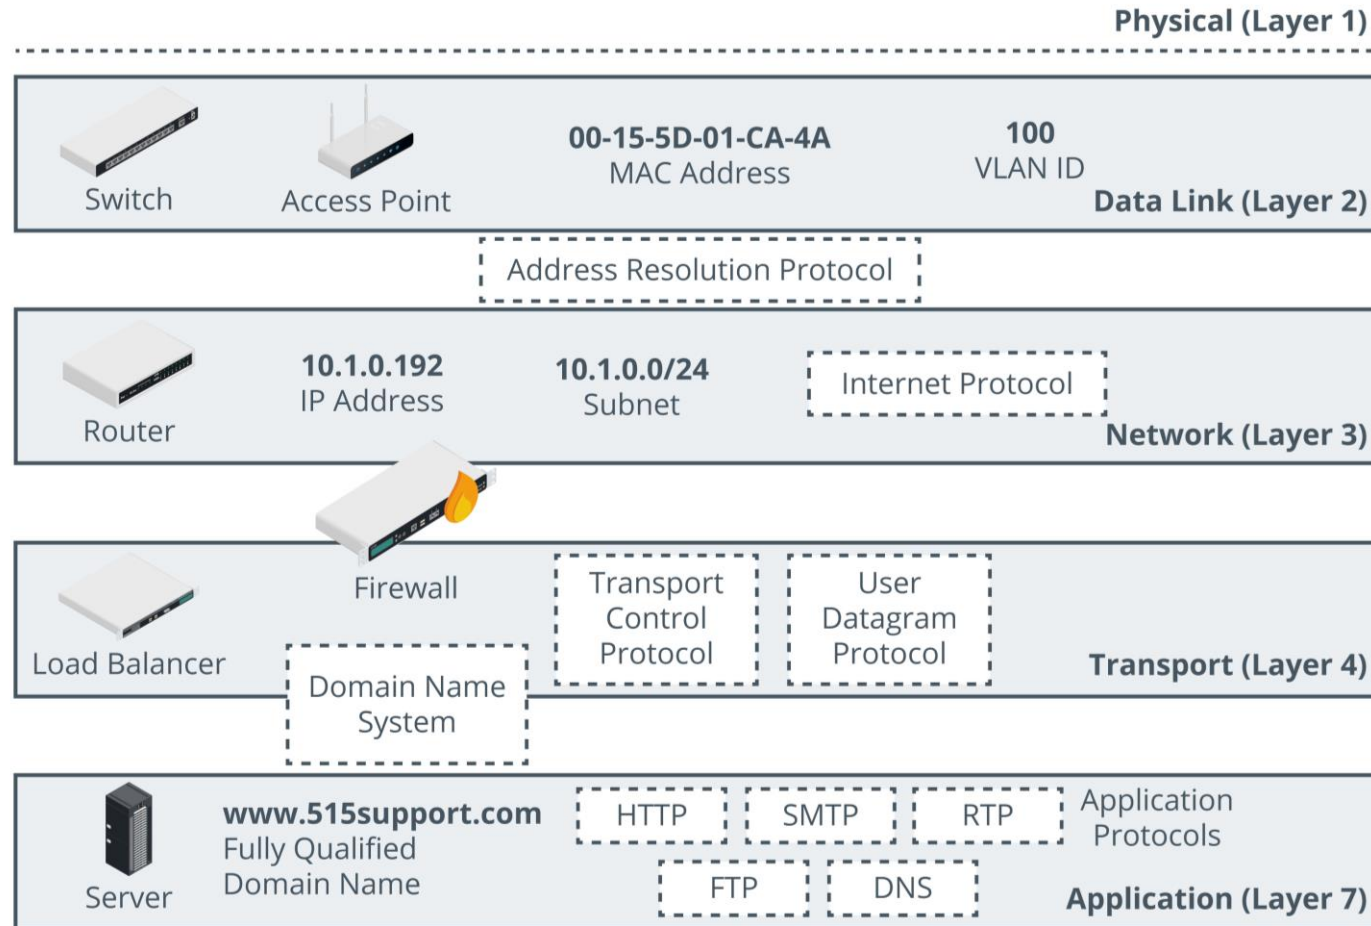 Physical (Layer 1)
Switch
Access Point
00-15-5D-01-CA-4A
MAC Address
100
VLAN ID
Data Link (Layer 2)
Address Resolution Protocol
Router
10.1.0.192
IP Address
10.1.0.0/24
Subnet
Internet Protocol
Network (Layer 3)
Load Balancer
Firewall
Transport
Control
Protocol
User
Datagram
Protocol
Transport (Layer 4)
Domain Name
System
Server
www.515support.com
Fully Qualified
Domain Name
HTTP
SMTP
RTP
Application
Protocols
FTP
DNS
Application (Layer 7)